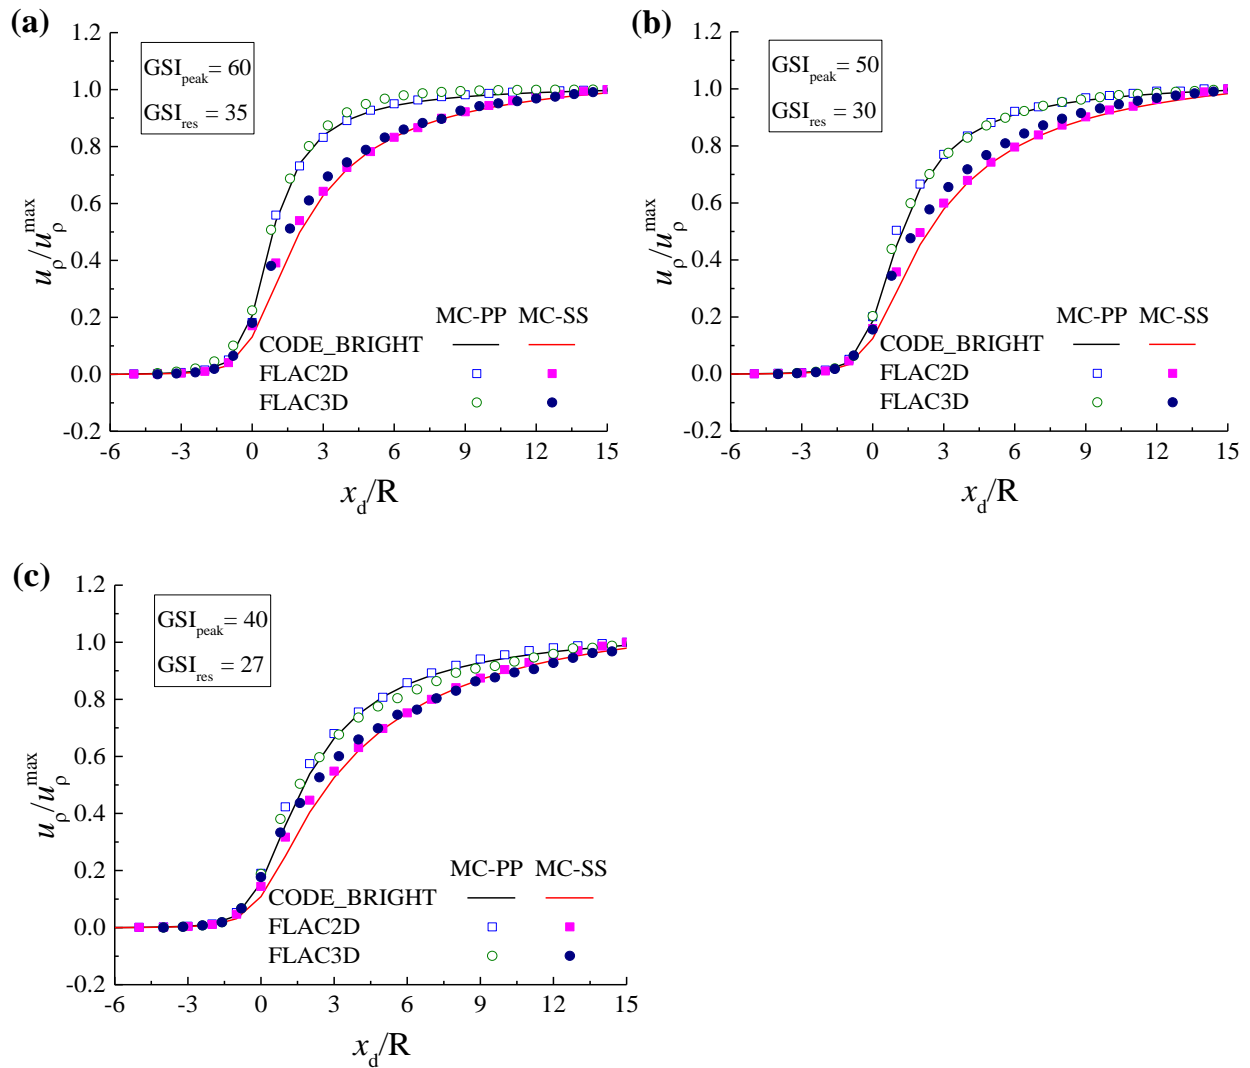 (a)
GSIpeak = 60
GSIres = 35
1.2
1.0
0.8
0.6
0.4
0.2
0.0
-0.2
uρ/uρmax
MC-PP MC-SS
CODE_BRIGHT
FLAC2D
FLAC3D
-6 -3 0 3 6 9 12 15
xd/R
(b)
GSIpeak = 50
GSIres = 30
1.2
1.0
0.8
0.6
0.4
0.2
0.0
-0.2
uρ/uρmax
MC-PP MC-SS
CODE_BRIGHT
FLAC2D
FLAC3D
-6 -3 0 3 6 9 12 15
xd/R
(c)
GSIpeak = 40
GSIres = 27
1.2
1.0
0.8
0.6
0.4
0.2
0.0
-0.2
uρ/uρmax
MC-PP MC-SS
CODE_BRIGHT
FLAC2D
FLAC3D
-6 -3 0 3 6 9 12 15
xd/R